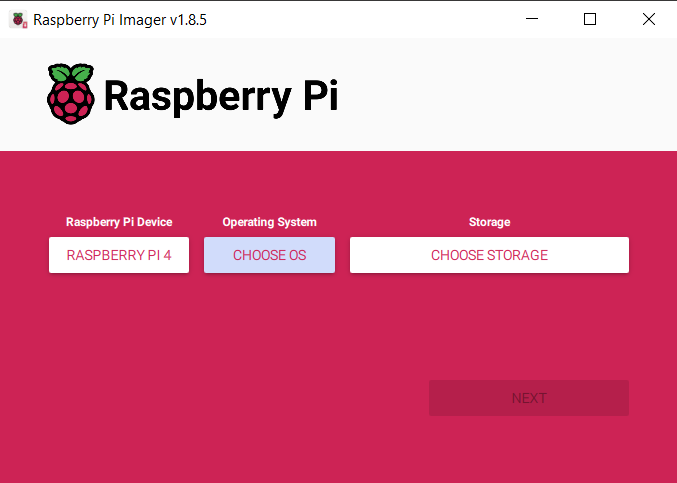 Raspberry Pi Imager v1.8.5
Raspberry Pi
Raspberry Pi Device Operating System Storage
RASPBERRY PI 4 CHOOSE OS CHOOSE STORAGE
NEXT